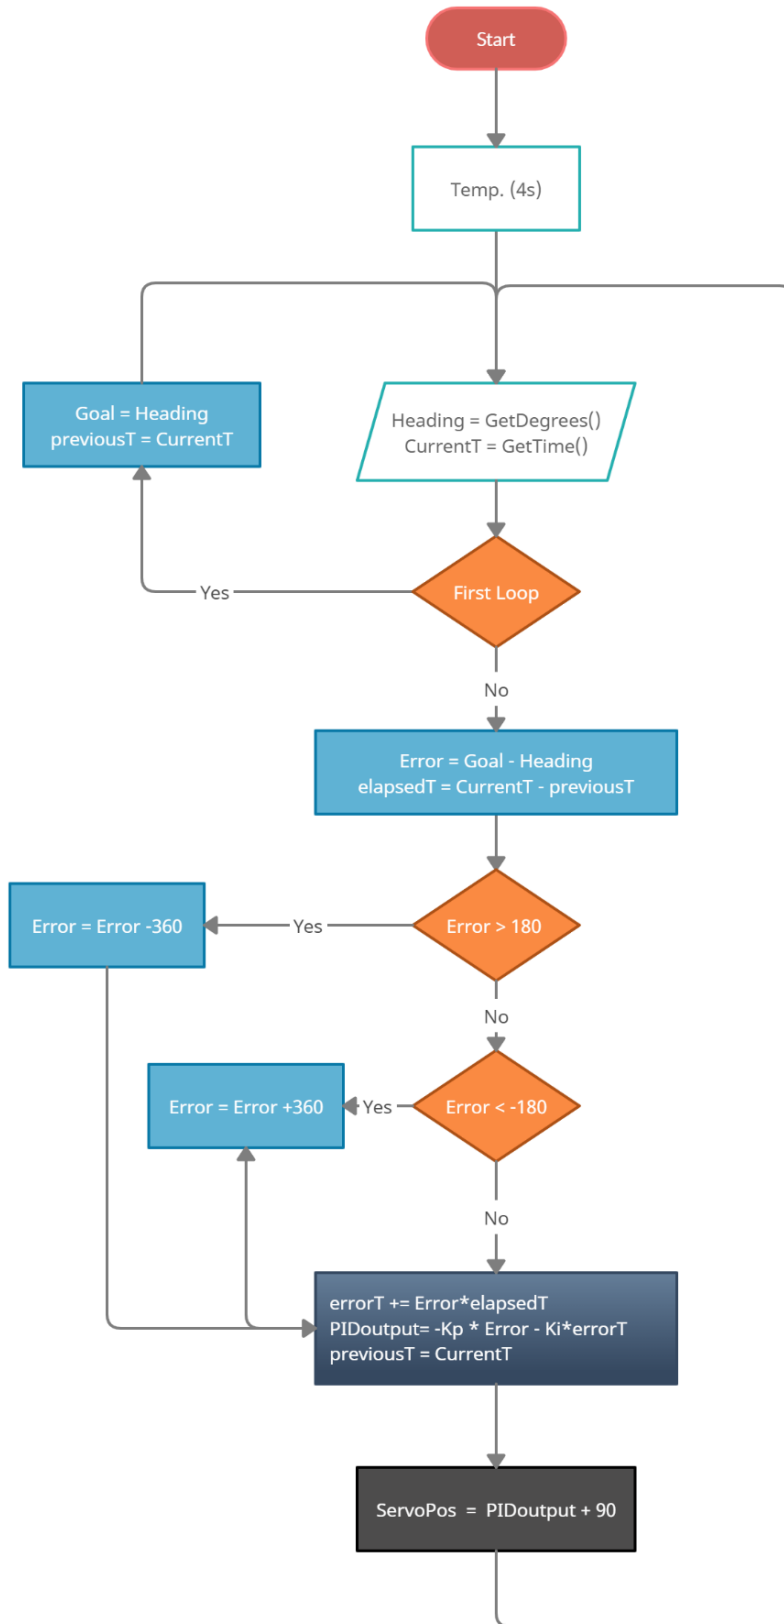 Start
Temp. (4s)
Goal = Heading
previousT = CurrentT
Heading = GetDegrees()
CurrentT = GetTime()
Yes
First Loop
No
Error = Goal - Heading
elapsedT = CurrentT - previousT
Error = Error -360
Yes
Error > 180
No
Error = Error +360
Yes
Error < -180
No
errorT += Error*elapsedT
PIDoutput= -Kp * Error - Ki*errorT
previousT = CurrentT
ServoPos = PIDoutput + 90